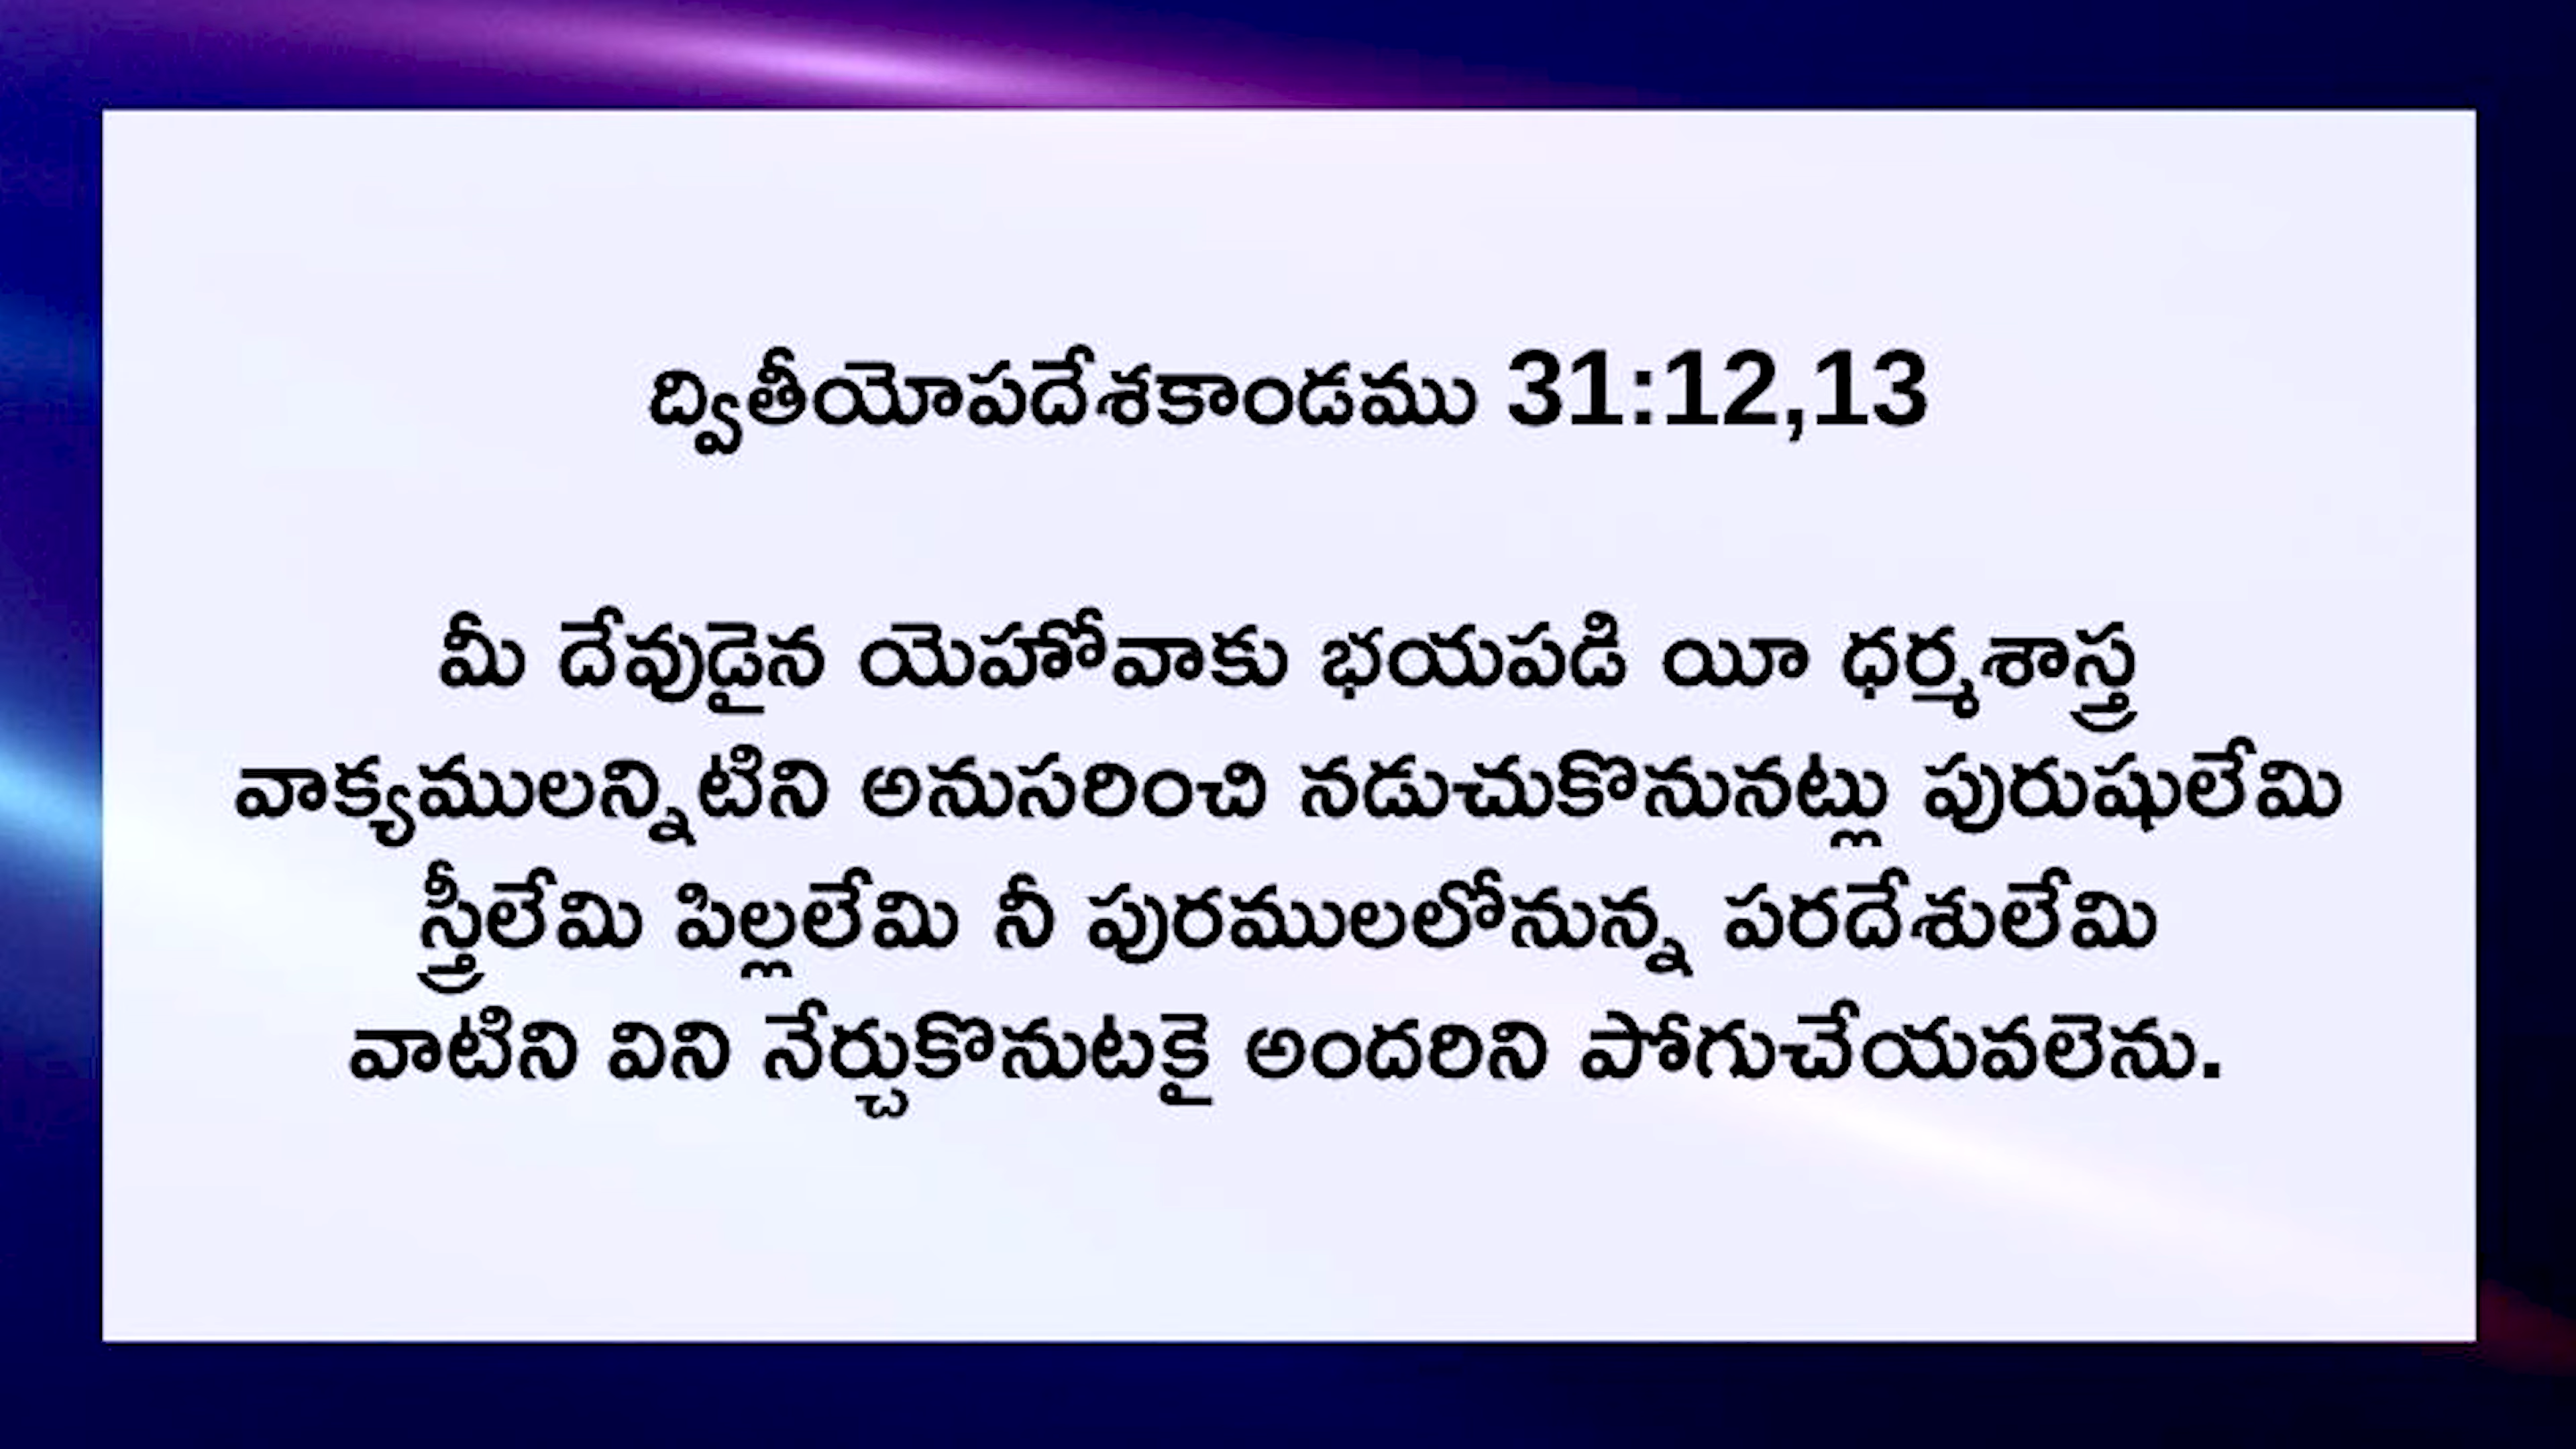 ద్వితీయోపదేశకాండము 31:12,13
మీ దేవుడైన యెహోవాకు భయపడి యీ ధర్మశాస్త్ర
వాక్యములన్నిటిని అనుసరించి నడుచుకొనునట్లు పురుషులేమి
స్త్రీలేమి పిల్లలేమి నీ పురములలోనున్న పరదేశులేమి
వాటిని విని నేర్చుకొనుటకై అందరిని పోగుచేయవలెను.